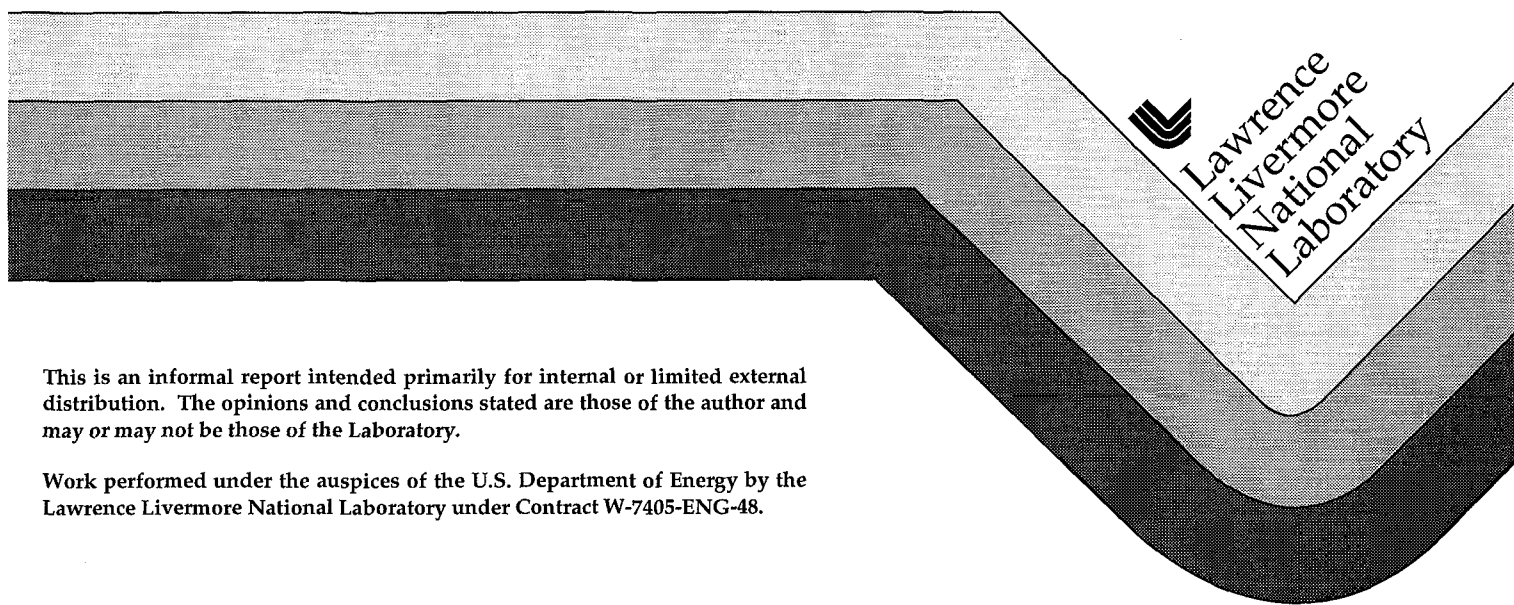 Lawrence
Livermore
National
Laboratory
This is an informal report intended primarily for internal or limited external
distribution. The opinions and conclusions stated are those of the author and
may or may not be those of the Laboratory.
Work performed under the auspices of the U.S. Department of Energy by the
Lawrence Livermore National Laboratory under Contract W-7405-ENG-48.